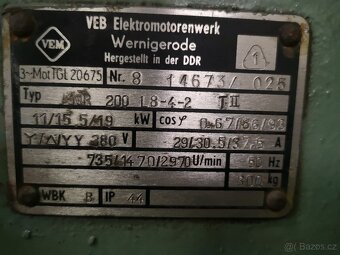 VEB Elektromotorenwerk
Wernigerode
Hergestellt in der DDR
VEM
1
3~Mot TGL 20675 Nr. 8 14673/ 025
Typ 200 L8-4-2 T II
11/15,5/19 kW cos φ 0,67/86/93
Y/Δ/YY 380 V 29/30,5/37,5 A
735/1470/2970 U/min 50 Hz
300 kg
WBK B IP 44
bazos.cz